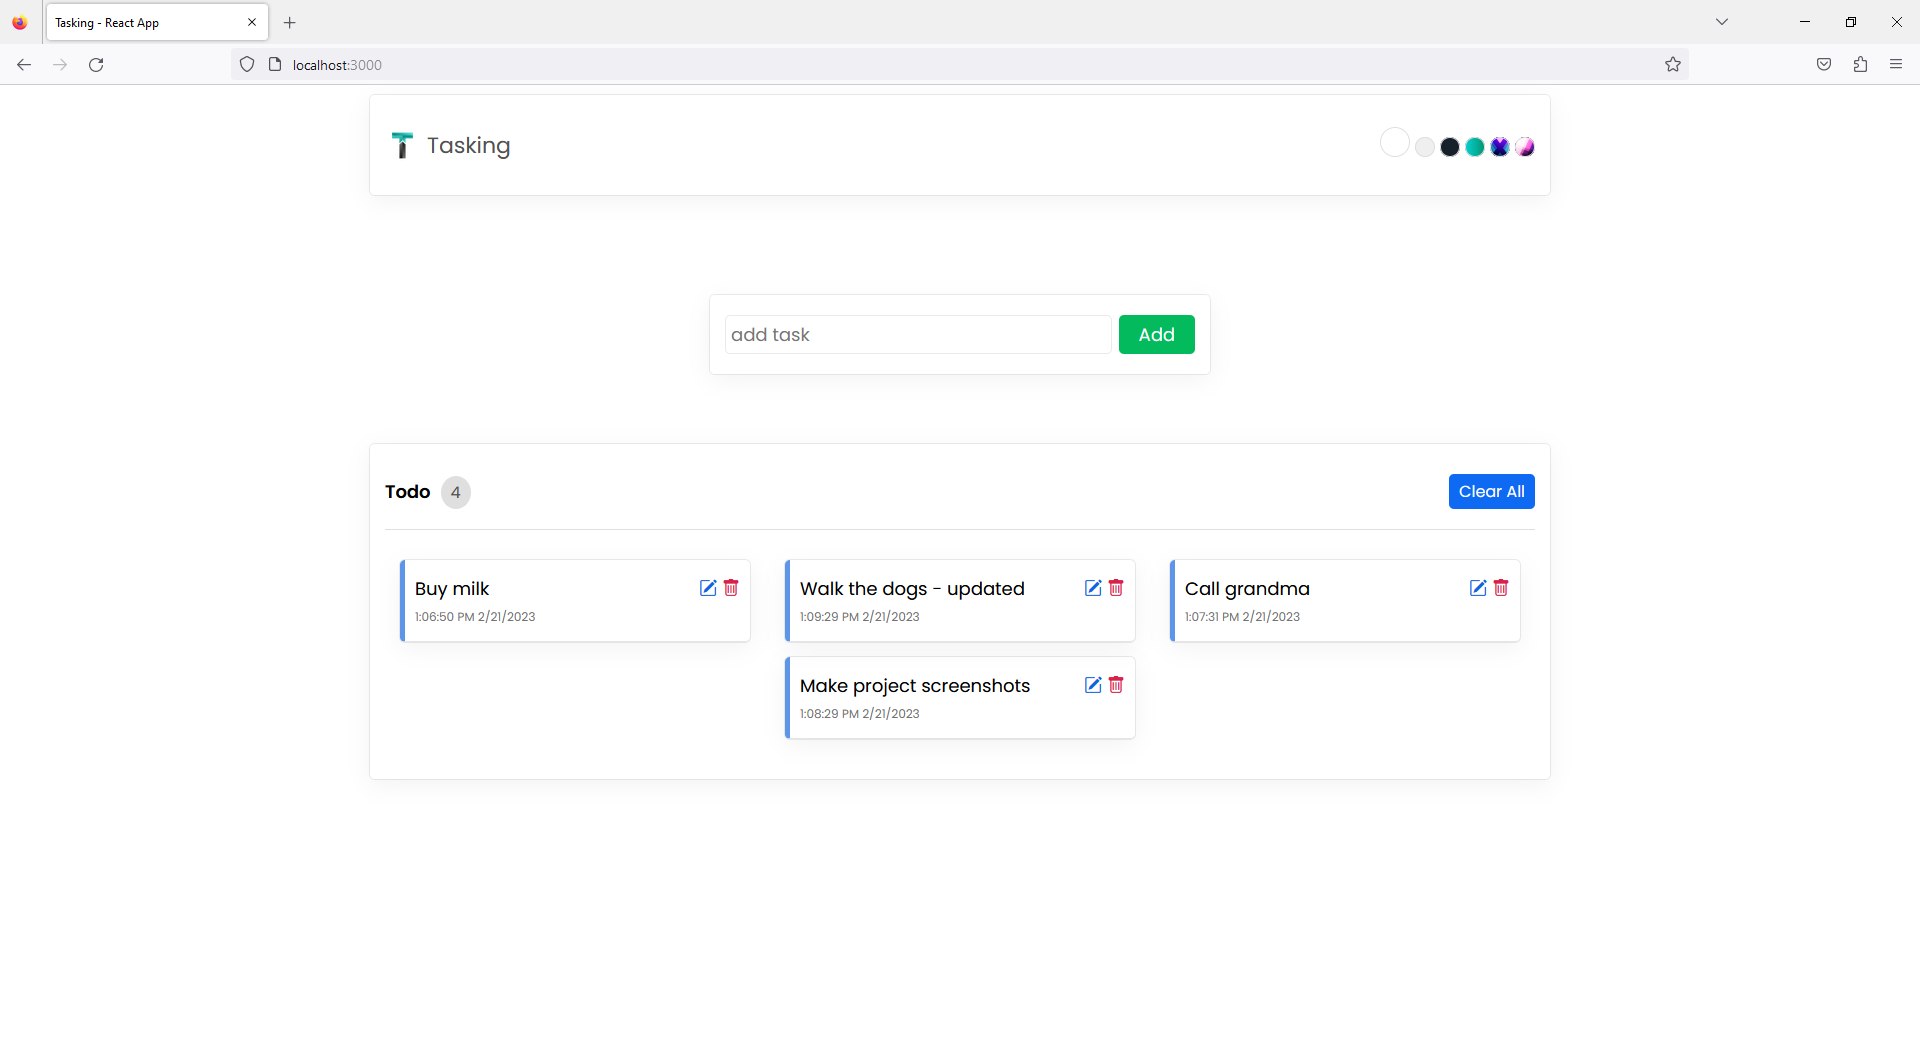 Tasking - React App
localhost:3000
Tasking
add task
Add
Todo 4
Clear All
Buy milk
1:06:50 PM 2/21/2023
Walk the dogs - updated
1:09:29 PM 2/21/2023
Call grandma
1:07:31 PM 2/21/2023
Make project screenshots
1:08:29 PM 2/21/2023